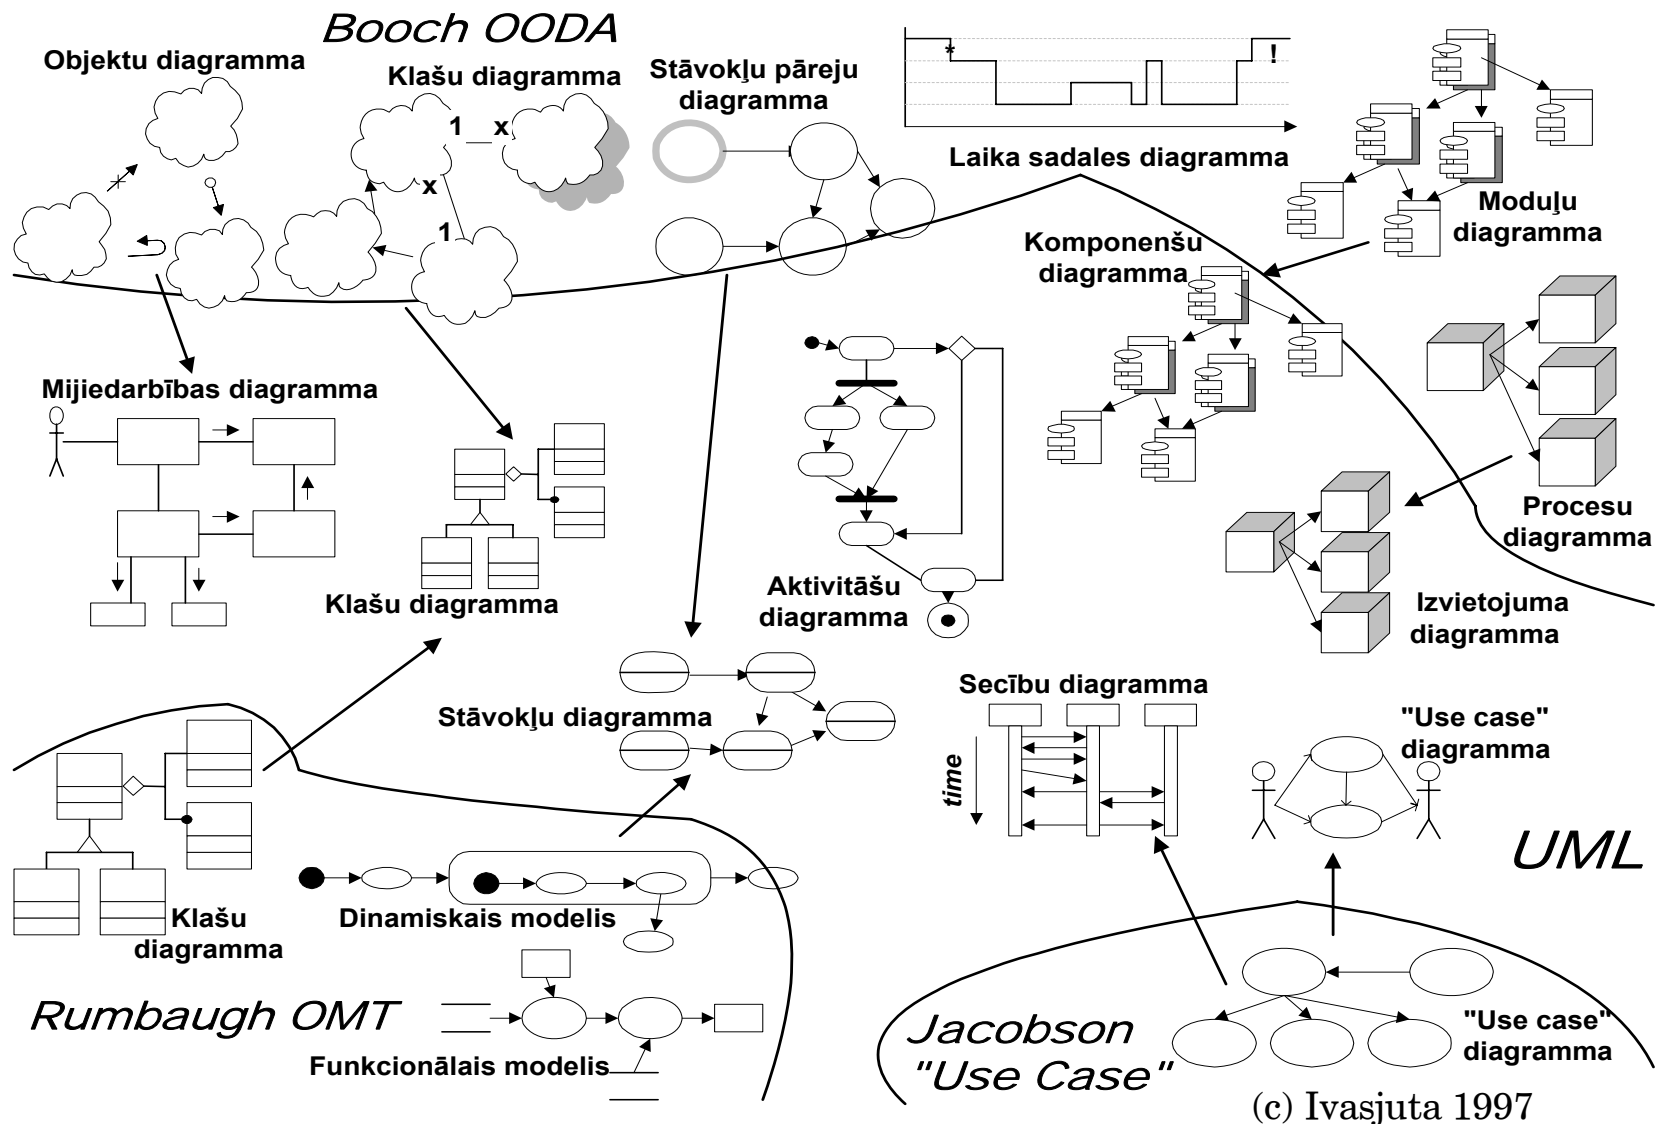 Booch OODA
Objektu diagramma
Klašu diagramma
1
x
x
1
Stāvokļu pāreju
diagramma
*
!
Laika sadales diagramma
Moduļu
diagramma
Komponenšu
diagramma
Procesu
diagramma
Mijiedarbības diagramma
Klašu diagramma
Aktivitāšu
diagramma
Izvietojuma
diagramma
Stāvokļu diagramma
Secību diagramma
time
"Use case"
diagramma
UML
Klašu
diagramma
Dinamiskais modelis
Rumbaugh OMT
Funkcionālais modelis
Jacobson
"Use Case"
"Use case"
diagramma
(c) Ivasjuta 1997